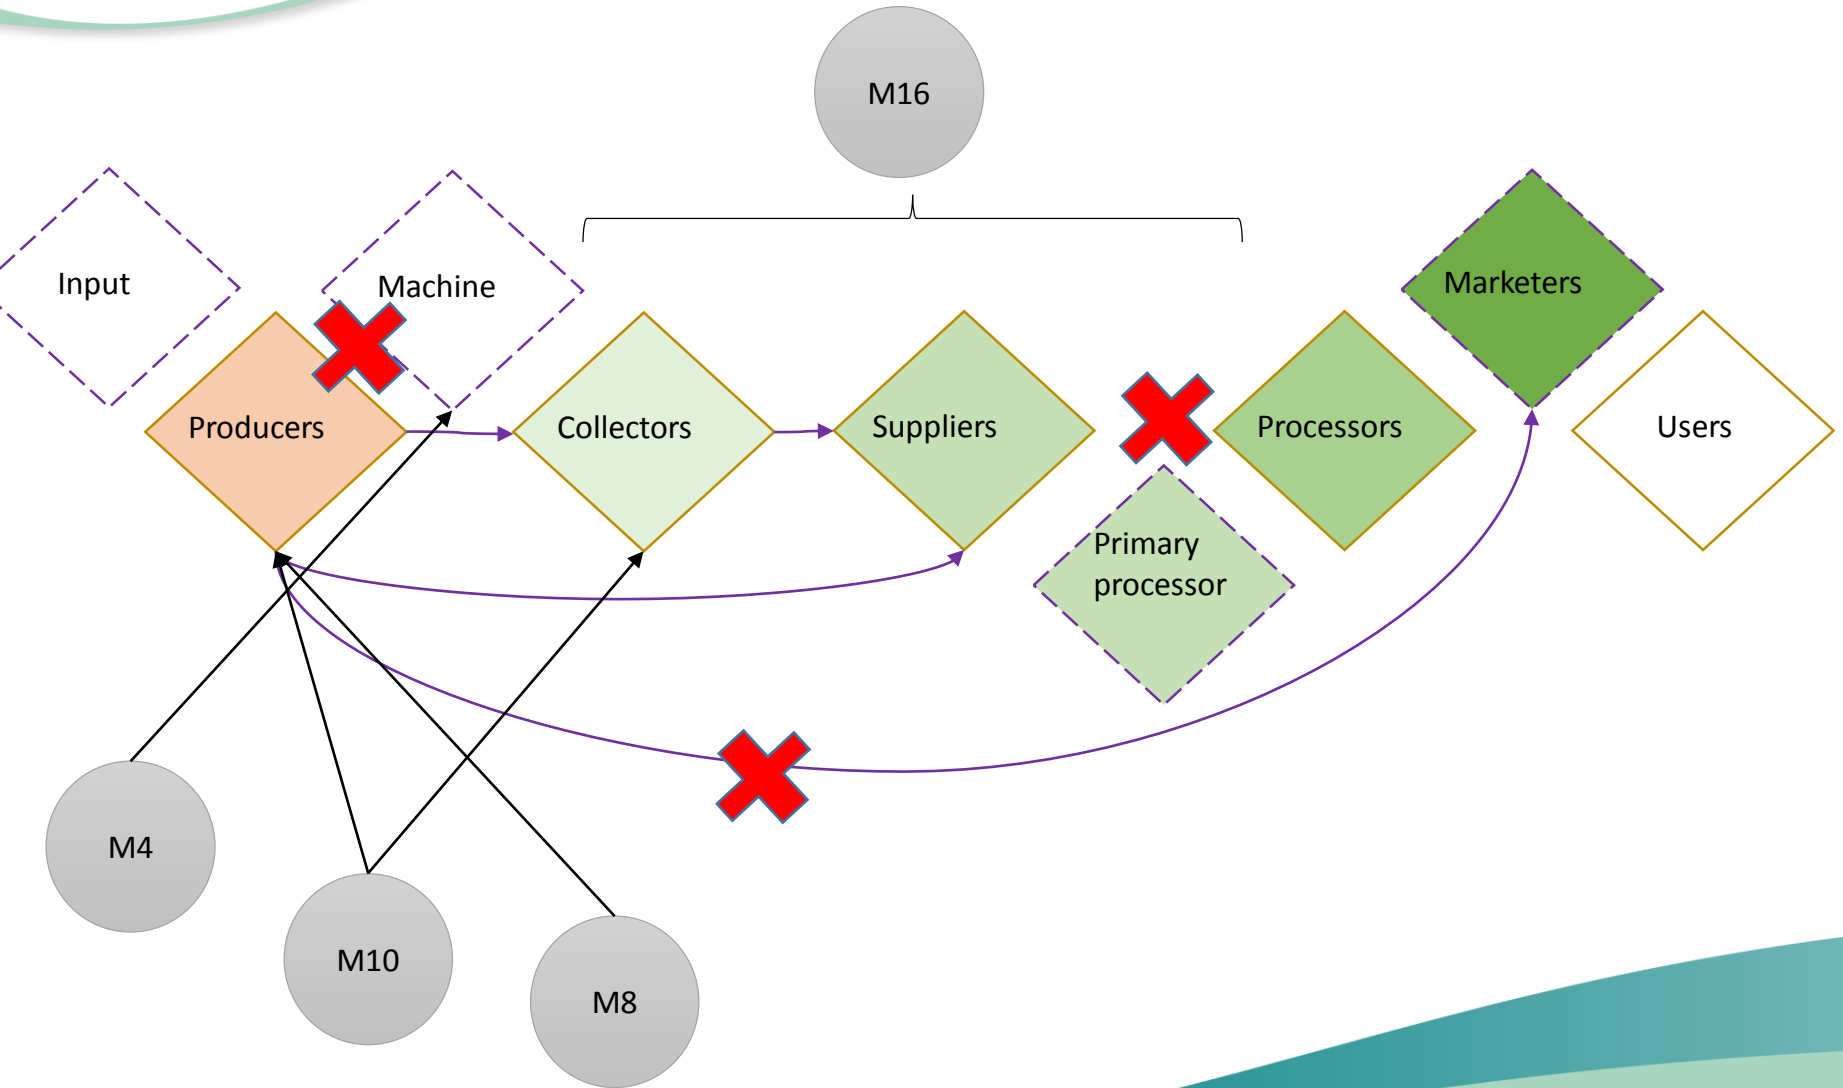 M16
Input
Machine
Marketers
Producers
Collectors
Suppliers
Processors
Users
Primary
processor
M4
M10
M8